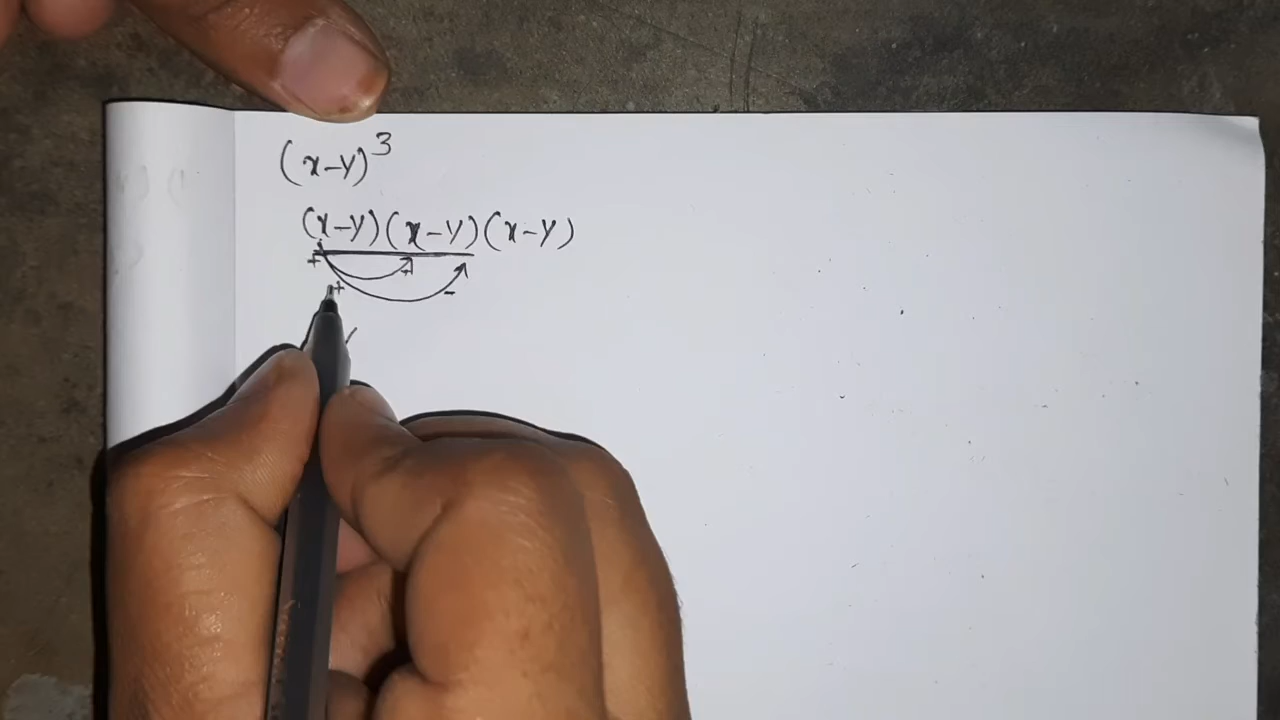 (x-y)³
(x-y)(x-y)(x-y)
+ +
+ -